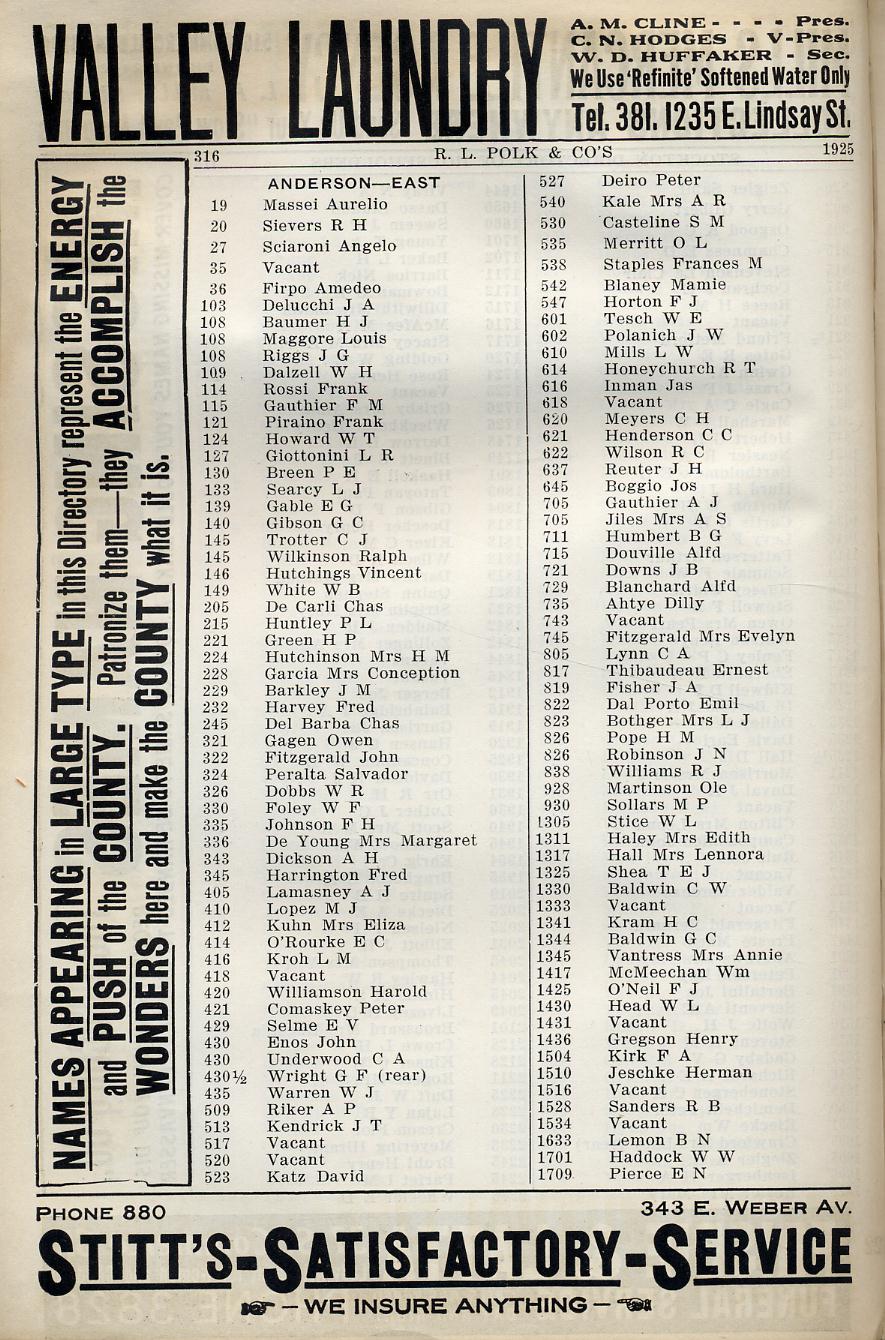 VALLEY LAUNDRY
A. M. CLINE - - - - Pres.
C. N. HODGES - V-Pres.
W. D. HUFFAKER - Sec.
We Use 'Refinite' Softened Water Only
Tel. 381. 1235 E. Lindsay St.
316 R. L. POLK & CO'S 1925
NAMES APPEARING in LARGE TYPE in this Directory represent the ENERGY
and PUSH of the COUNTY. Patronize them—they ACCOMPLISH the
WONDERS here and make the COUNTY what it is.
ANDERSON—EAST
19 Massei Aurelio
20 Sievers R H
27 Sciaroni Angelo
35 Vacant
36 Firpo Amedeo
103 Delucchi J A
108 Baumer H J
108 Maggore Louis
108 Riggs J G
109 Dalzell W H
114 Rossi Frank
115 Gauthier F M
121 Piraino Frank
124 Howard W T
127 Giottonini L R
130 Breen P E
133 Searcy L J
139 Gable E G
140 Gibson G C
145 Trotter C J
145 Wilkinson Ralph
146 Hutchings Vincent
149 White W B
205 De Carli Chas
215 Huntley P L
221 Green H P
224 Hutchinson Mrs H M
228 Garcia Mrs Conception
229 Barkley J M
232 Harvey Fred
245 Del Barba Chas
321 Gagen Owen
322 Fitzgerald John
324 Peralta Salvador
326 Dobbs W R
330 Foley W F
335 Johnson F H
336 De Young Mrs Margaret
343 Dickson A H
345 Harrington Fred
405 Lamasney A J
410 Lopez M J
412 Kuhn Mrs Eliza
414 O'Rourke E C
416 Kroh L M
418 Vacant
420 Williamson Harold
421 Comaskey Peter
429 Selme E V
430 Enos John
430 Underwood C A
430½ Wright G F (rear)
435 Warren W J
509 Riker A P
513 Kendrick J T
517 Vacant
520 Vacant
523 Katz David
527 Deiro Peter
540 Kale Mrs A R
530 Casteline S M
535 Merritt O L
538 Staples Frances M
542 Blaney Mamie
547 Horton F J
601 Tesch W E
602 Polanich J W
610 Mills L W
614 Honeychurch R T
616 Inman Jas
618 Vacant
620 Meyers C H
621 Henderson C C
622 Wilson R C
637 Reuter J H
645 Boggio Jos
705 Gauthier A J
705 Jiles Mrs A S
711 Humbert B G
715 Douville Alfd
721 Downs J B
729 Blanchard Alfd
735 Ahtye Dilly
743 Vacant
745 Fitzgerald Mrs Evelyn
805 Lynn C A
817 Thibaudeau Ernest
819 Fisher J A
822 Dal Porto Emil
823 Bothger Mrs L J
826 Pope H M
826 Robinson J N
838 Williams R J
928 Martinson Ole
930 Sollars M P
1305 Stice W L
1311 Haley Mrs Edith
1317 Hall Mrs Lennora
1325 Shea T E J
1330 Baldwin C W
1333 Vacant
1341 Kram H C
1344 Baldwin G C
1345 Vantress Mrs Annie
1417 McMeechan Wm
1425 O'Neil F J
1430 Head W L
1431 Vacant
1436 Gregson Henry
1504 Kirk F A
1510 Jeschke Herman
1516 Vacant
1528 Sanders R B
1534 Vacant
1633 Lemon B N
1701 Haddock W W
1709 Pierce E N
PHONE 880 343 E. WEBER AV.
STITT'S-SATISFACTORY-SERVICE
— WE INSURE ANYTHING —